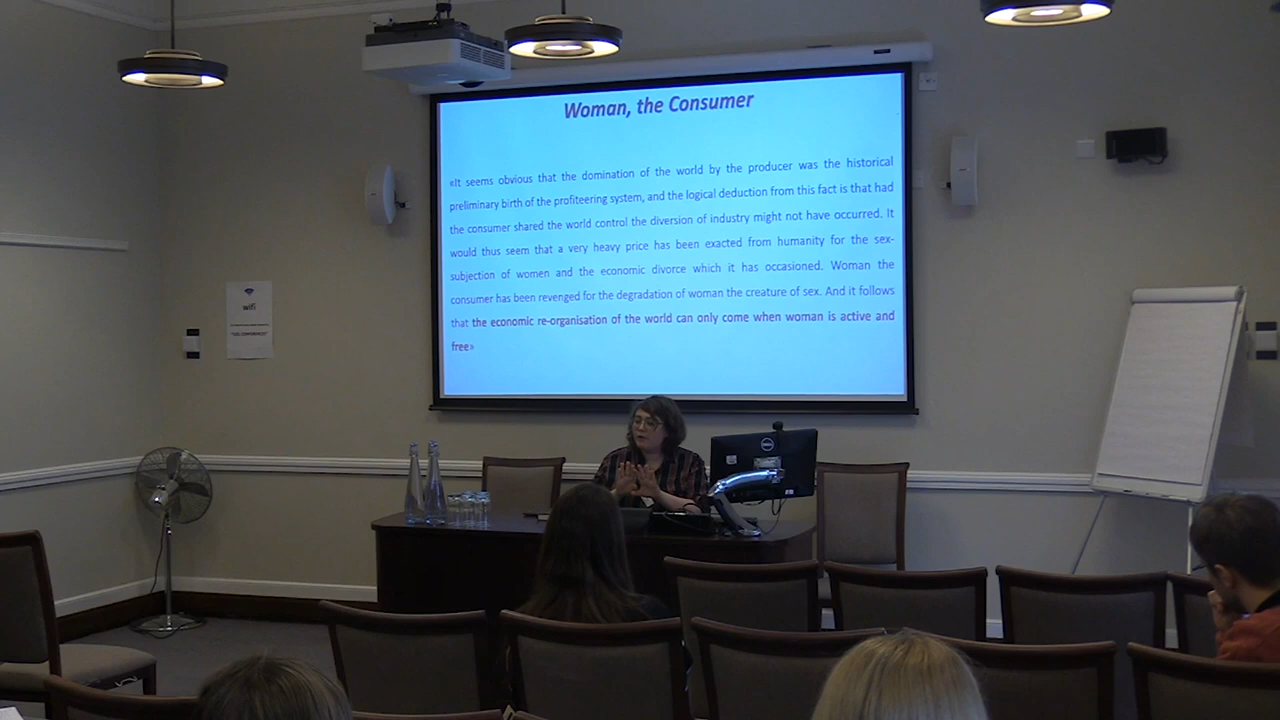 Woman, the Consumer
«It seems obvious that the domination of the world by the producer was the historical
preliminary birth of the profiteering system, and the logical deduction from this fact is that had
the consumer shared the world control the diversion of industry might not have occurred. It
would thus seem that a very heavy price has been exacted from humanity for the sex-
subjection of women and the economic divorce which it has occasioned. Woman the
consumer has been revenged for the degradation of woman the creature of sex. And it follows
that the economic re-organisation of the world can only come when woman is active and
free»
wifi
DELL